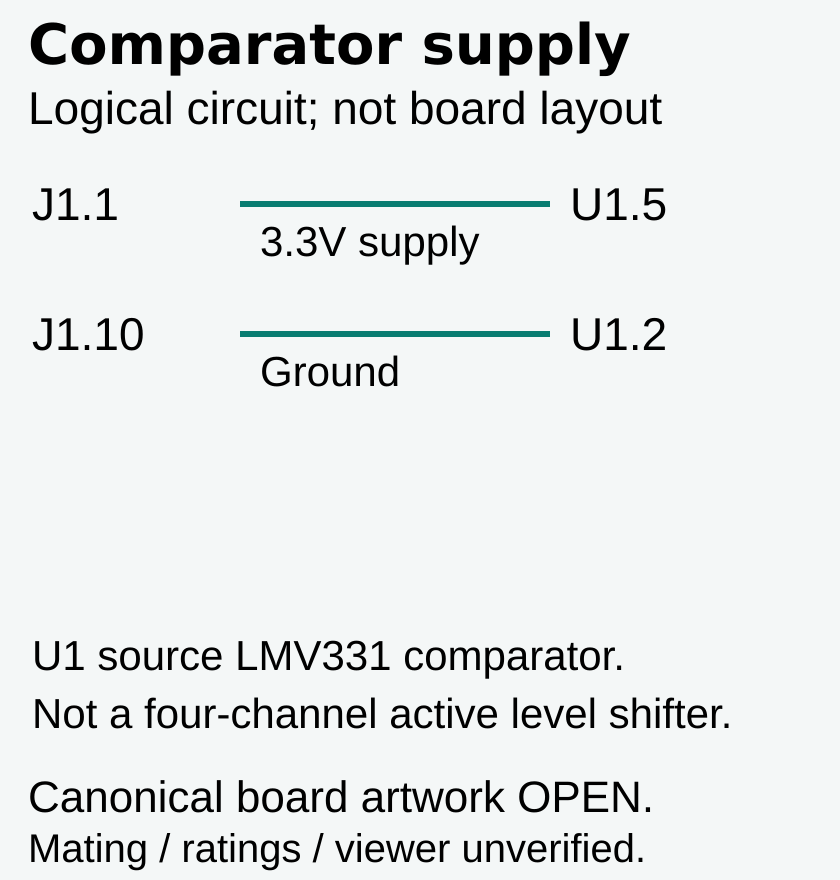 Comparator supply
Logical circuit; not board layout
J1.1 U1.5
3.3V supply
J1.10 U1.2
Ground
U1 source LMV331 comparator.
Not a four-channel active level shifter.
Canonical board artwork OPEN.
Mating / ratings / viewer unverified.